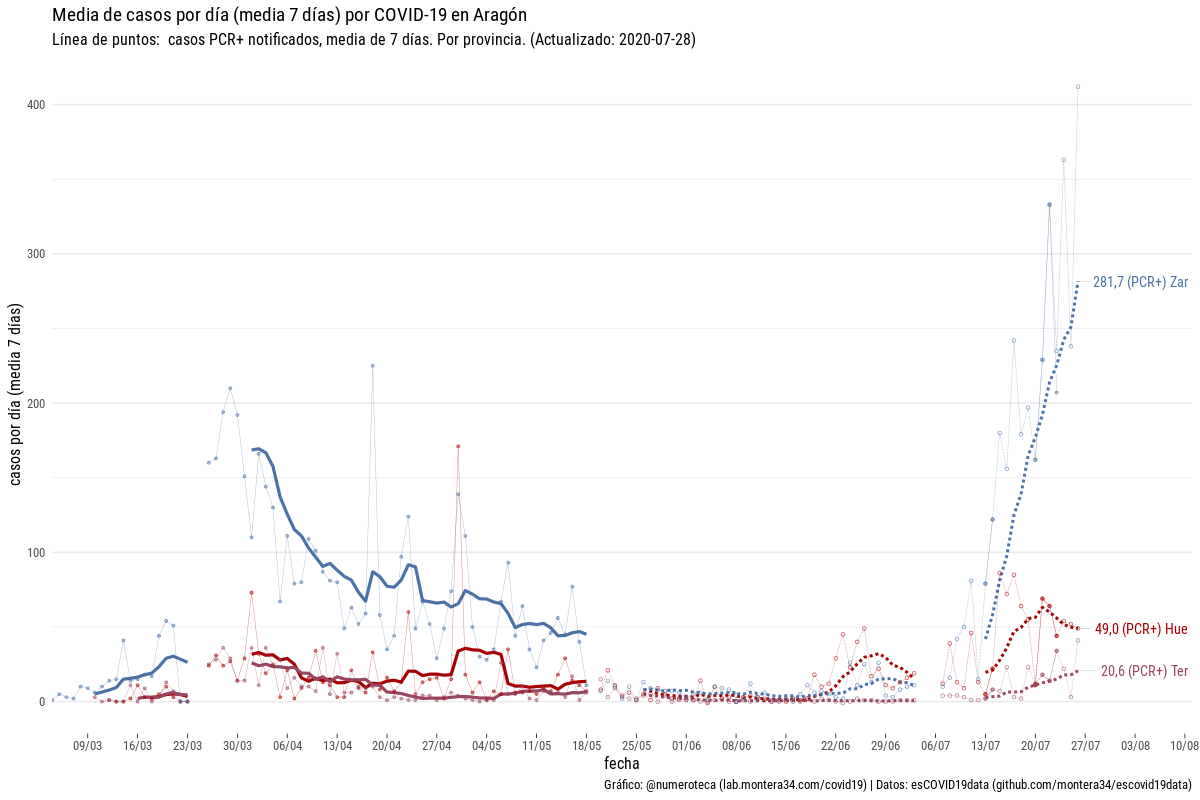 Media de casos por día (media 7 días) por COVID-19 en Aragón
Línea de puntos:  casos PCR+ notificados, media de 7 días. Por provincia. (Actualizado: 2020-07-28)
casos por día (media 7 días)
400
300
200
100
0
281,7 (PCR+) Zar
49,0 (PCR+) Hue
20,6 (PCR+) Ter
09/03 16/03 23/03 30/03 06/04 13/04 20/04 27/04 04/05 11/05 18/05 25/05 01/06 08/06 15/06 22/06 29/06 06/07 13/07 20/07 27/07 03/08 10/08
fecha
Gráfico: @numeroteca (lab.montera34.com/covid19) | Datos: esCOVID19data (github.com/montera34/escovid19data)